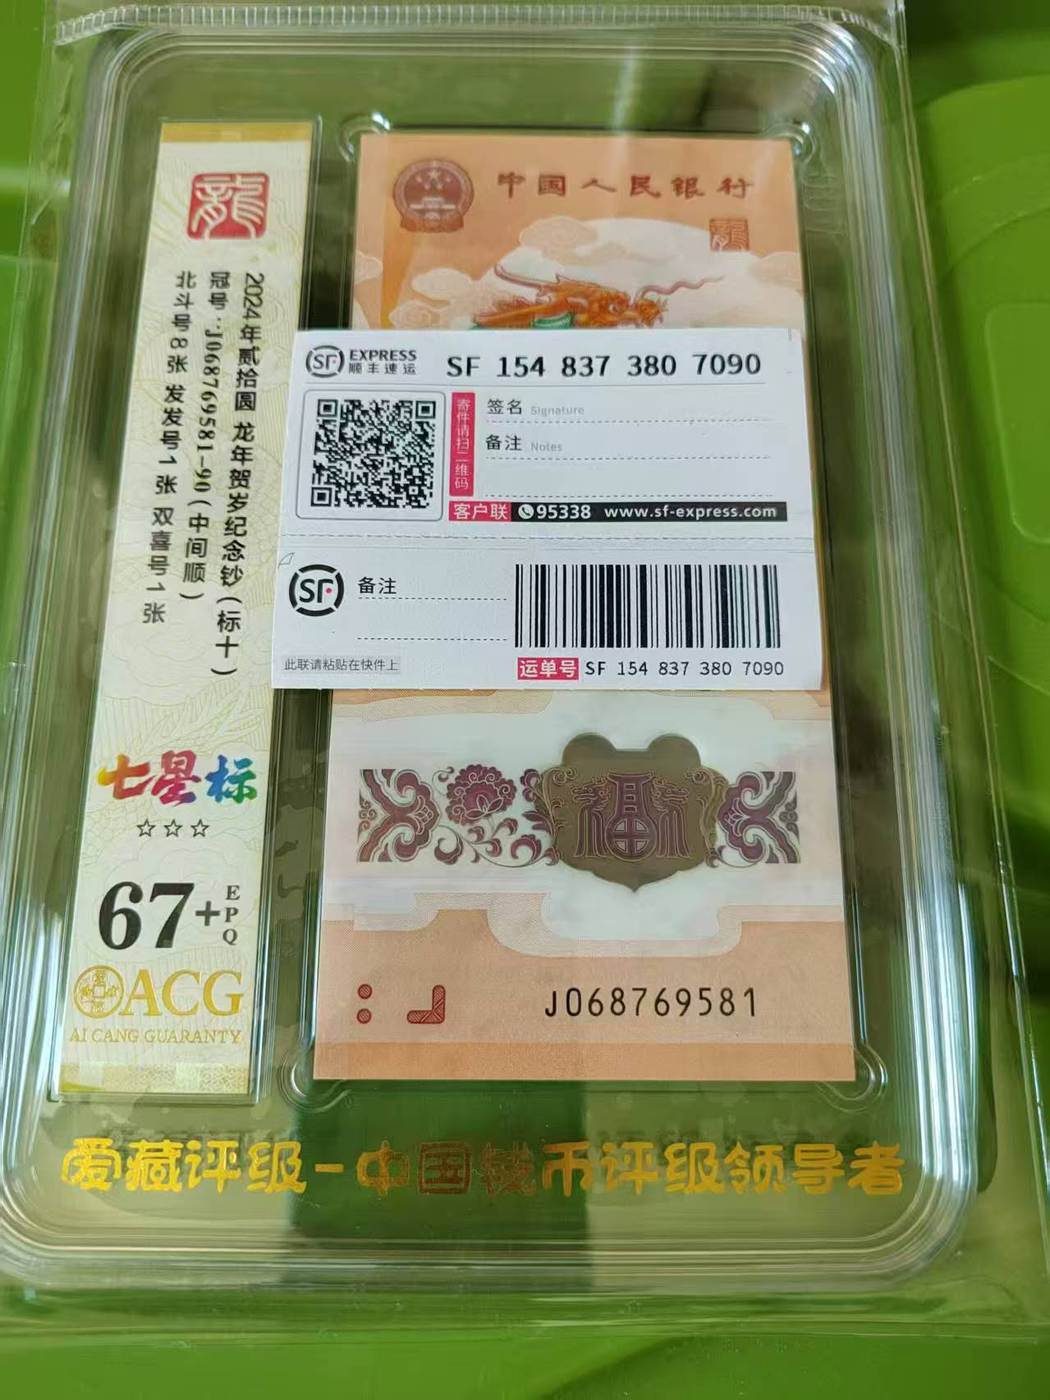 龍
2024年贰拾圆 龙年贺岁纪念钞(标十)
冠号:J068769581-90(中间顺)
北斗号8张 发发号1张 双喜号1张
七星标
☆☆☆
67+
EPQ
ACG
AI CANG GUARANTY
中国人民银行
龍
SF EXPRESS
顺丰速运
SF 154 837 380 7090
寄件请扫二维码
签名 Signature
备注 Notes
客户联 95338 www.sf-express.com
SF
备注
此联请粘贴在快件上
运单号 SF 154 837 380 7090
福
J068769581
爱藏评级-中国钱币评级领导者